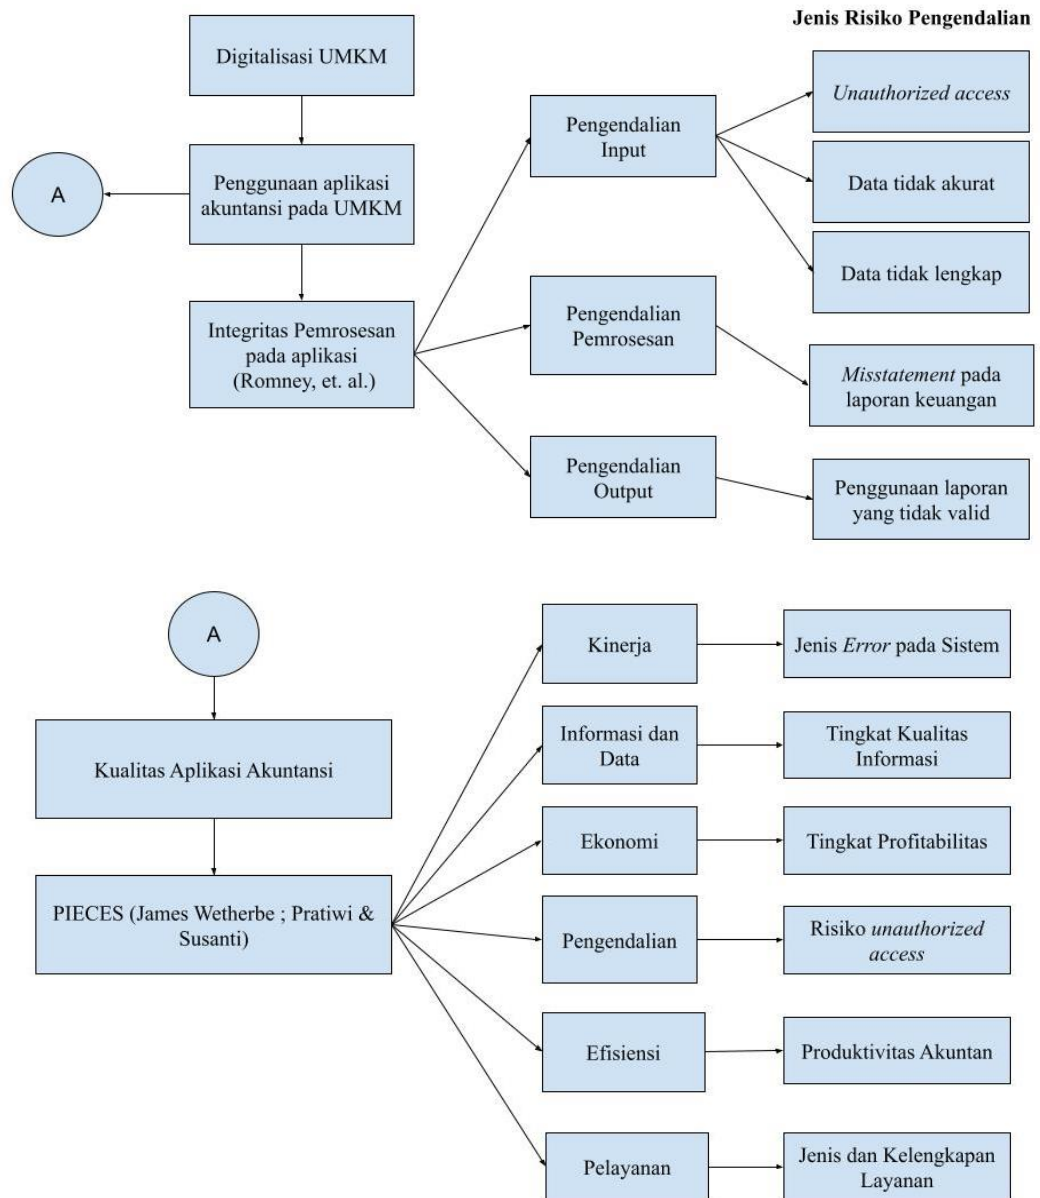 Jenis Risiko Pengendalian
Digitalisasi UMKM
Penggunaan aplikasi
akuntansi pada UMKM
A
Integritas Pemrosesan
pada aplikasi
(Romney, et. al.)
Pengendalian
Input
Unauthorized access
Data tidak akurat
Data tidak lengkap
Pengendalian
Pemrosesan
Misstatement pada
laporan keuangan
Pengendalian
Output
Penggunaan laporan
yang tidak valid
A
Kualitas Aplikasi Akuntansi
PIECES (James Wetherbe ; Pratiwi &
Susanti)
Kinerja
Jenis Error pada Sistem
Informasi dan
Data
Tingkat Kualitas
Informasi
Ekonomi
Tingkat Profitabilitas
Pengendalian
Risiko unauthorized
access
Efisiensi
Produktivitas Akuntan
Pelayanan
Jenis dan Kelengkapan
Layanan